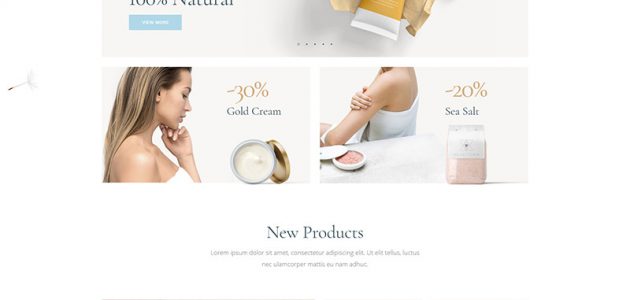 100% Natural
VIEW MORE
-30%
Gold Cream
-20%
Sea Salt
New Products
Lorem ipsum dolor sit amet, consectetur adipiscing elit. Ut elit tellus, luctus
nec ullamcorper mattis eu nam adhuc.